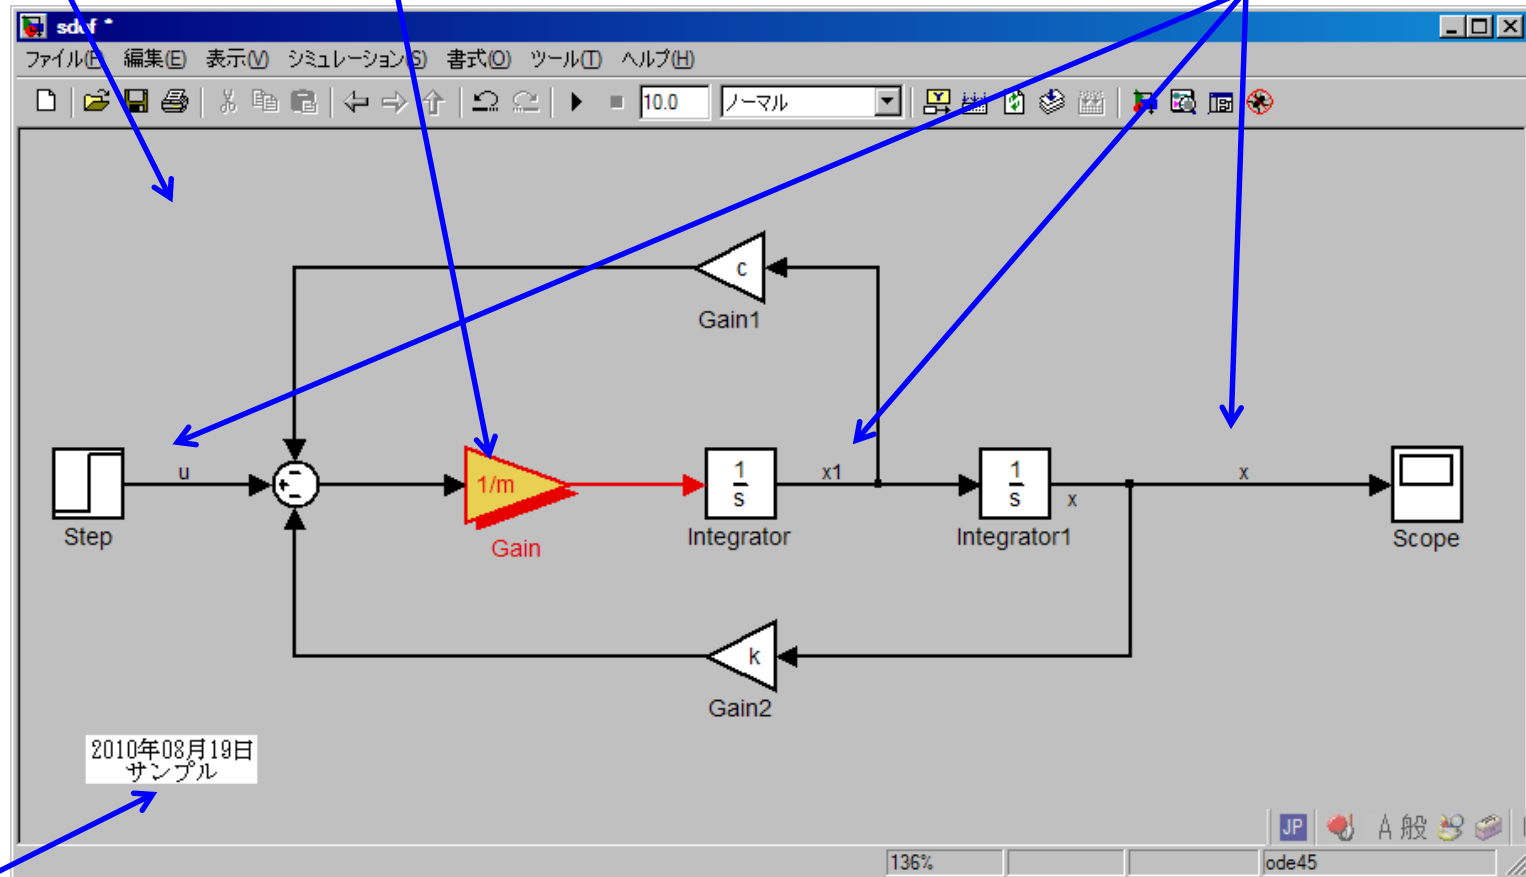 sdof *
ファイル(F) 編集(E) 表示(V) シミュレーション(S) 書式(O) ツール(T) ヘルプ(H)
10.0 ノーマル
c
Gain1
u
1/m
1
s
x1
1
s
x
x
Step
Gain
Integrator
Integrator1
Scope
k
Gain2
2010年08月19日
サンプル
JP A 般
136% ode45